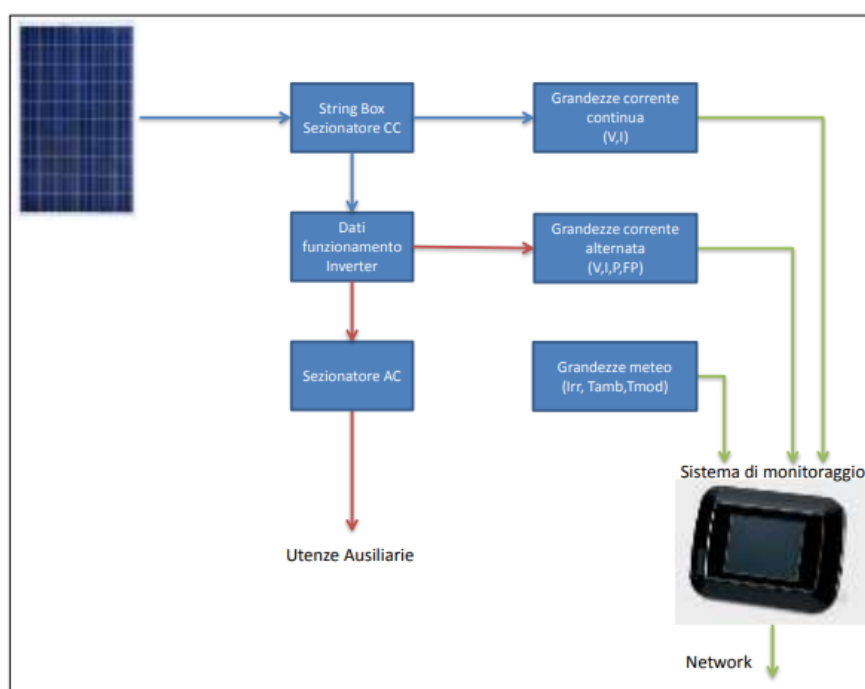 String Box
Sezionatore CC
Grandezze corrente
continua
(V,I)
Dati
funzionamento
Inverter
Grandezze corrente
alternata
(V,I,P,FP)
Sezionatore AC
Grandezze meteo
(Irr, Tamb,Tmod)
Sistema di monitoraggio
Utenze Ausiliarie
Network